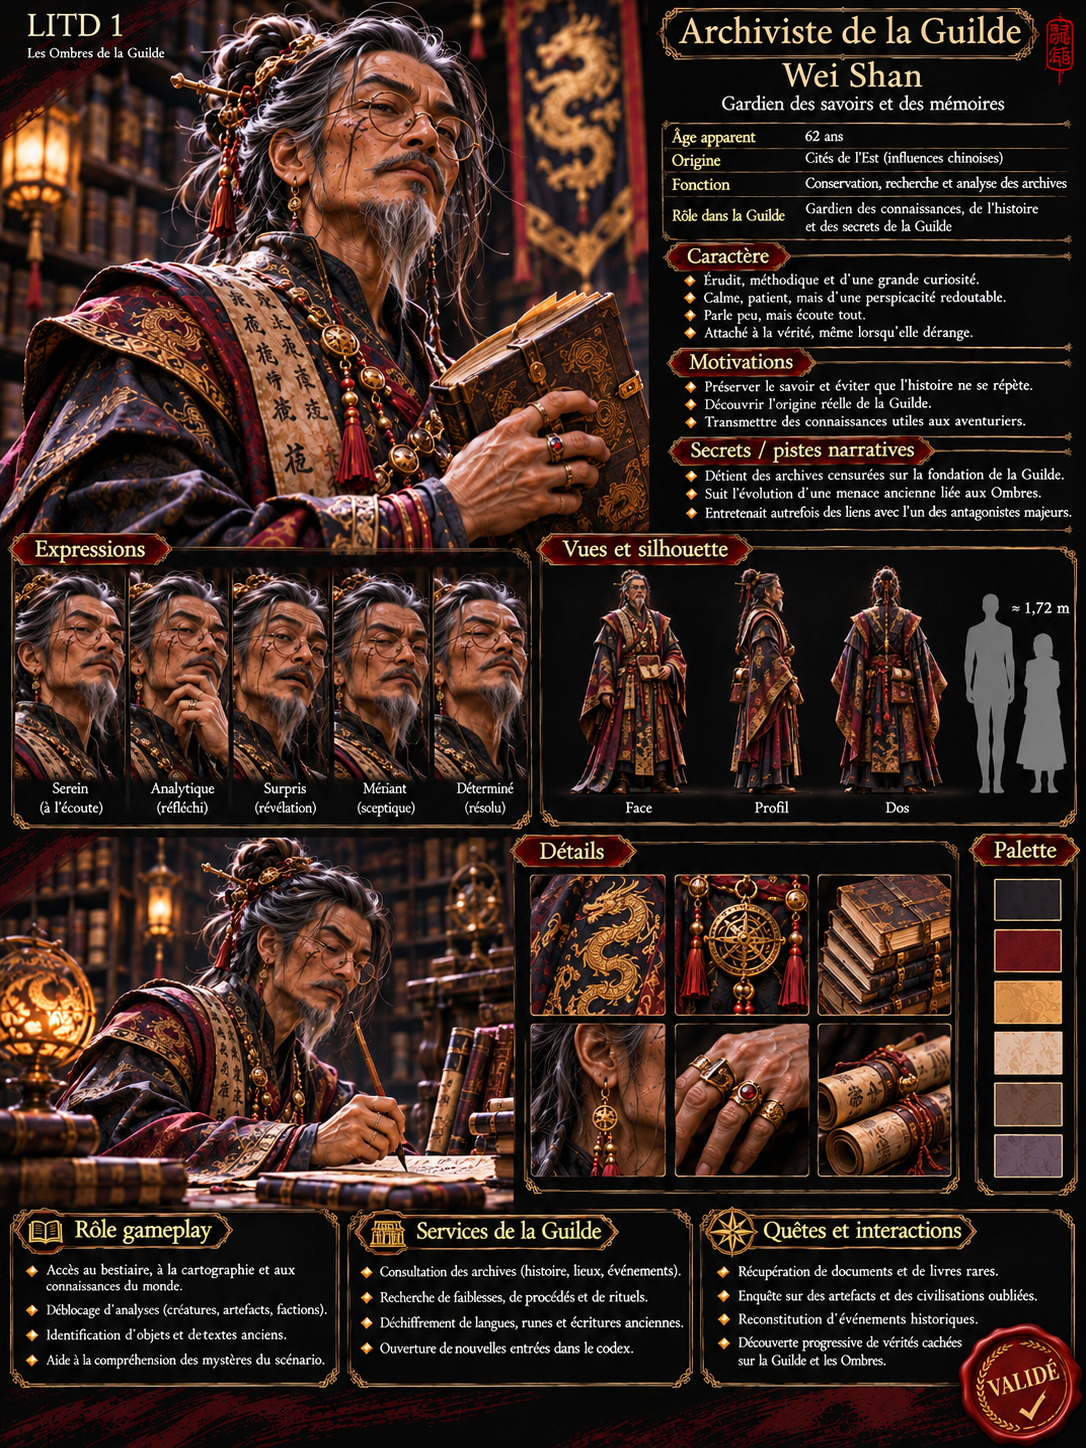 LITD 1
Les Ombres de la Guilde
Archiviste de la Guilde
Wei Shan
Gardien des savoirs et des mémoires
Âge apparent 62 ans
Origine Cités de l'Est (influences chinoises)
Fonction Conservation, recherche et analyse des archives
Rôle dans la Guilde Gardien des connaissances, de l'histoire
et des secrets de la Guilde
Caractère
Érudit, méthodique et d'une grande curiosité.
Calme, patient, mais d'une perspicacité redoutable.
Parle peu, mais écoute tout.
Attaché à la vérité, même lorsqu'elle dérange.
Motivations
Préserver le savoir et éviter que l'histoire ne se répète.
Découvrir l'origine réelle de la Guilde.
Transmettre des connaissances utiles aux aventuriers.
Secrets / pistes narratives
Détient des archives censurées sur la fondation de la Guilde.
Suit l'évolution d'une menace ancienne liée aux Ombres.
Entretenait autrefois des liens avec l'un des antagonistes majeurs.
Expressions
Serein
(à l'écoute)
Analytique
(réfléchi)
Surpris
(révélation)
Mériant
(sceptique)
Déterminé
(résolu)
Vues et silhouette
≈ 1,72 m
Face
Profil
Dos
Détails
Palette
Rôle gameplay
Accès au bestiaire, à la cartographie et aux
connaissances du monde.
Déblocage d'analyses (créatures, artefacts, factions).
Identification d'objets et de textes anciens.
Aide à la compréhension des mystères du scénario.
Services de la Guilde
Consultation des archives (histoire, lieux, événements).
Recherche de faiblesses, de procédés et de rituels.
Déchiffrement de langues, runes et écritures anciennes.
Ouverture de nouvelles entrées dans le codex.
Quêtes et interactions
Récupération de documents et de livres rares.
Enquête sur des artefacts et des civilisations oubliées.
Reconstitution d'événements historiques.
Découverte progressive de vérités cachées
sur la Guilde et les Ombres.
VALIDÉ